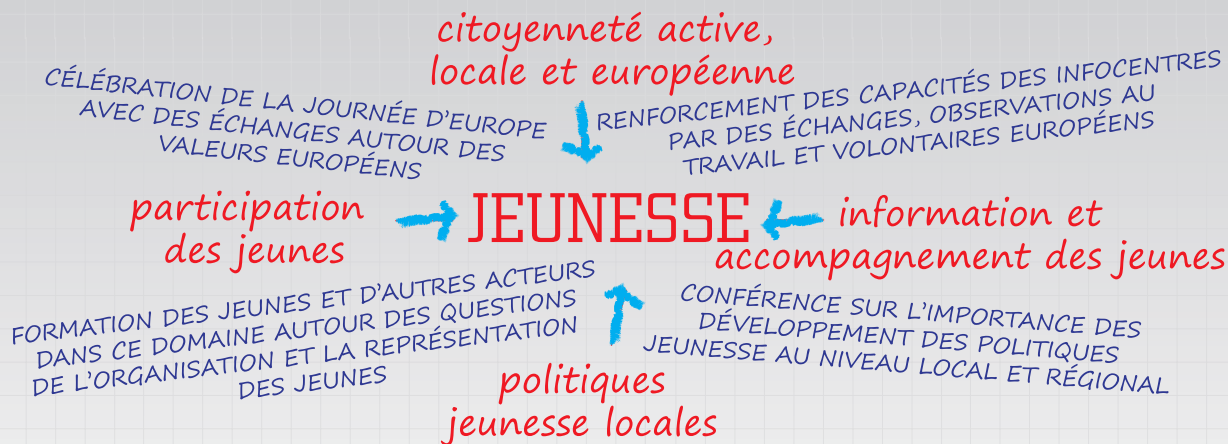 citoyenneté active,
locale et européenne
CÉLÉBRATION DE LA JOURNÉE D'EUROPE
AVEC DES ÉCHANGES AUTOUR DES
VALEURS EUROPÉENS
RENFORCEMENT DES CAPACITÉS DES INFOCENTRES
PAR DES ÉCHANGES, OBSERVATIONS AU
TRAVAIL ET VOLONTAIRES EUROPÉENS
participation
des jeunes
JEUNESSE
information et
accompagnement des jeunes
FORMATION DES JEUNES ET D'AUTRES ACTEURS
DANS CE DOMAINE AUTOUR DES QUESTIONS
DE L'ORGANISATION ET LA REPRÉSENTATION
DES JEUNES
CONFÉRENCE SUR L'IMPORTANCE DES
DÉVELOPPEMENT DES POLITIQUES
JEUNESSE AU NIVEAU LOCAL ET RÉGIONAL
politiques
jeunesse locales